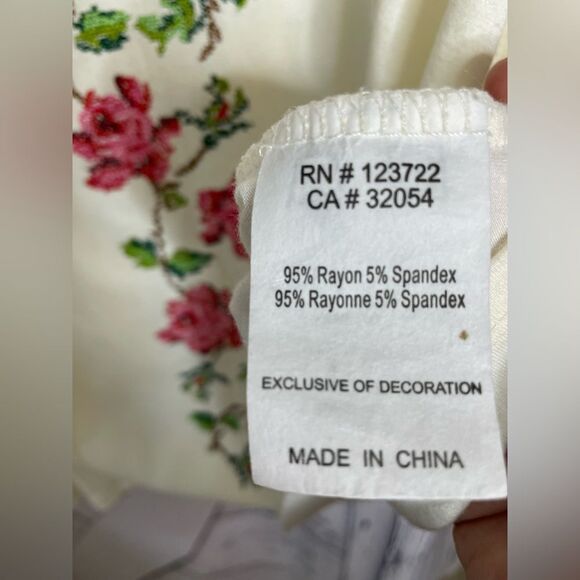 RN # 123722
CA # 32054
95% Rayon 5% Spandex
95% Rayonne 5% Spandex
EXCLUSIVE OF DECORATION
MADE IN CHINA